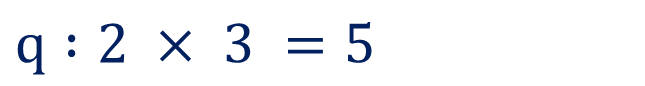 q : 2 × 3 = 5